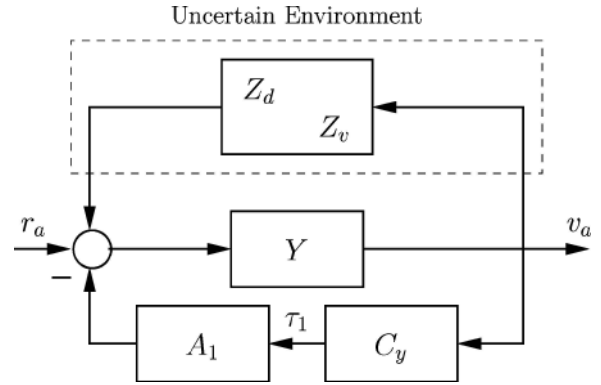 Uncertain Environment
Z_d
Z_v
r_a
Y
v_a
−
A_1
τ_1
C_y